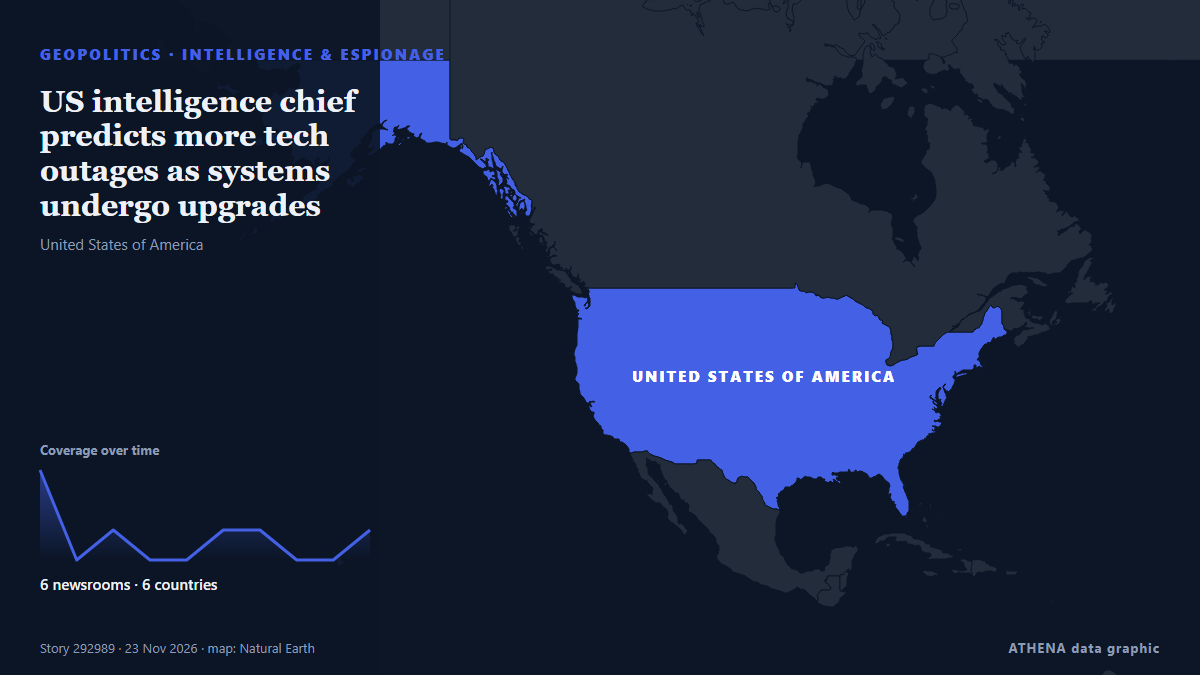 GEOPOLITICS · INTELLIGENCE & ESPIONAGE
US intelligence chief
predicts more tech
outages as systems
undergo upgrades
United States of America
UNITED STATES OF AMERICA
Coverage over time
6 newsrooms · 6 countries
Story 292989 · 23 Nov 2026 · map: Natural Earth
ATHENA data graphic